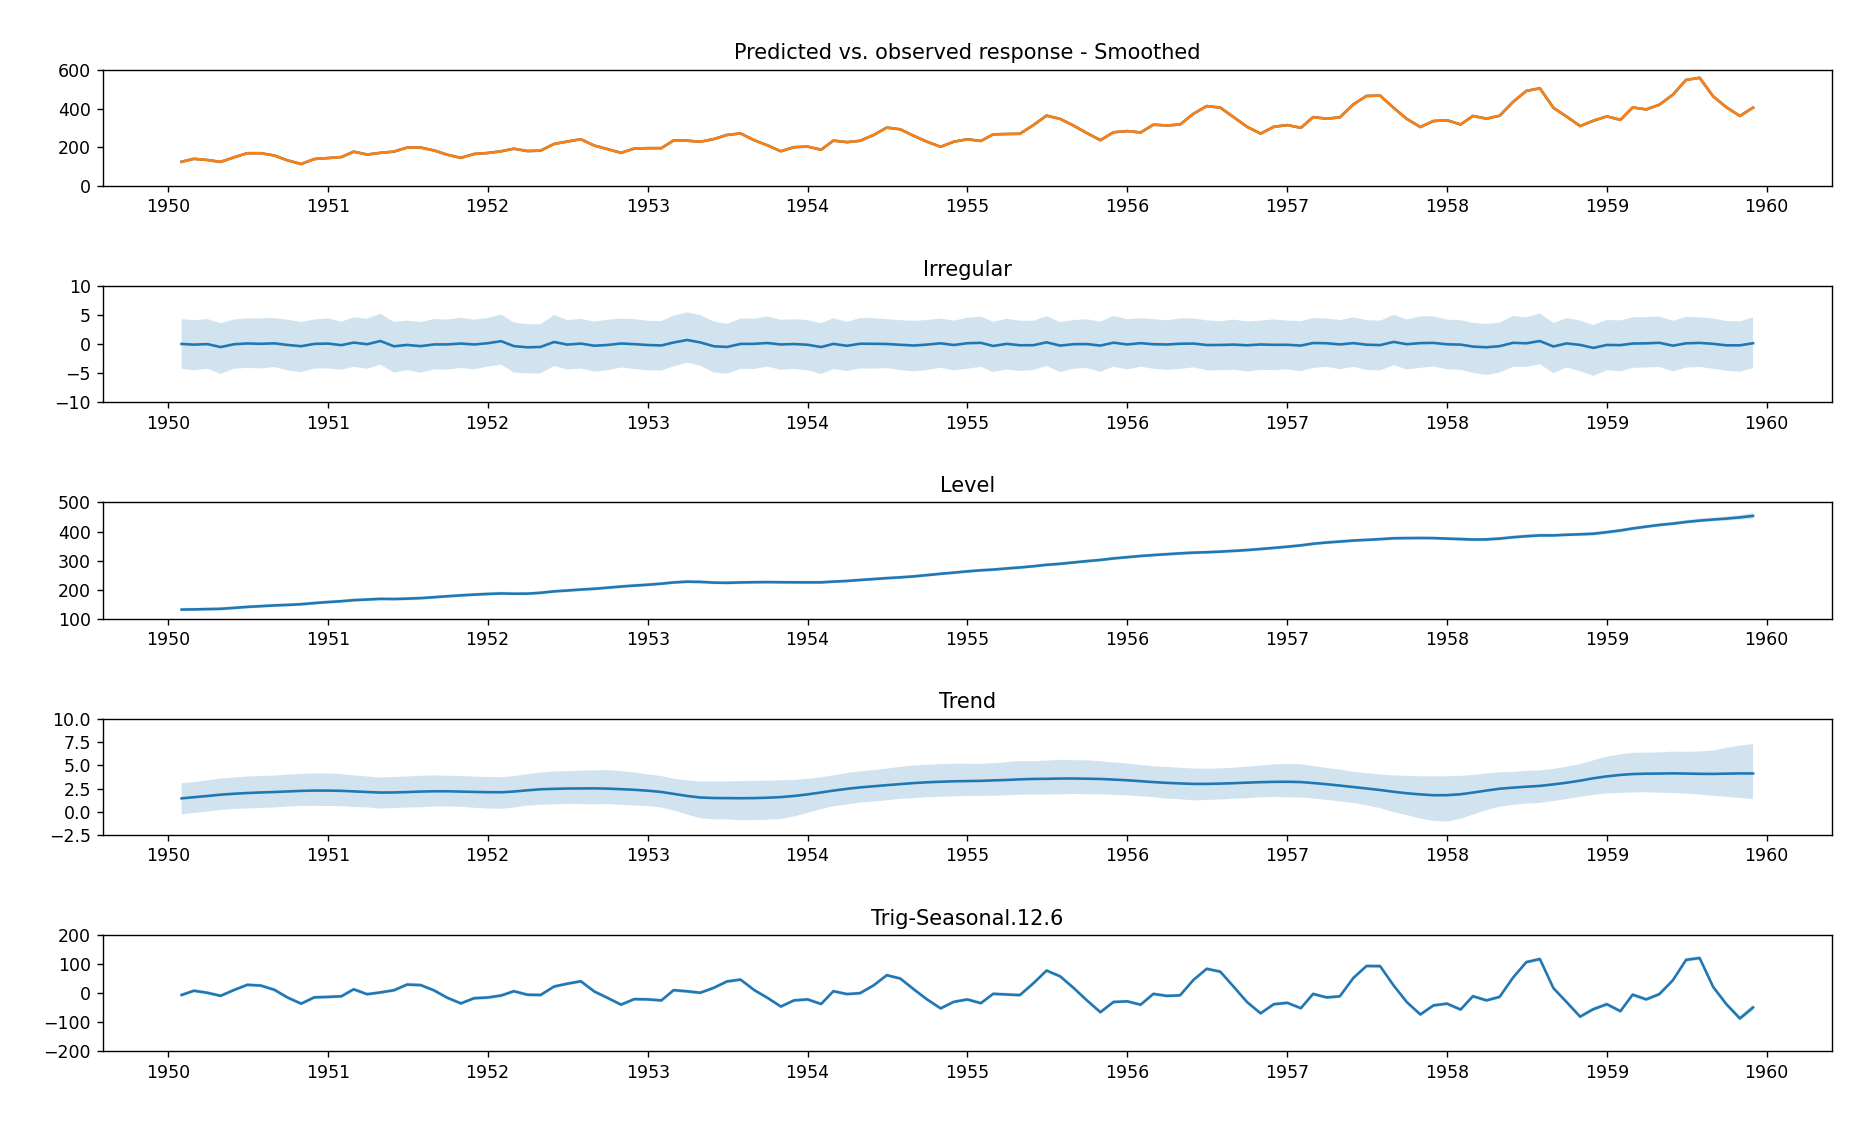 Predicted vs. observed response - Smoothed
600
400
200
0
1950 1951 1952 1953 1954 1955 1956 1957 1958 1959 1960
Irregular
10
5
0
−5
−10
1950 1951 1952 1953 1954 1955 1956 1957 1958 1959 1960
Level
500
400
300
200
100
1950 1951 1952 1953 1954 1955 1956 1957 1958 1959 1960
Trend
10.0
7.5
5.0
2.5
0.0
−2.5
1950 1951 1952 1953 1954 1955 1956 1957 1958 1959 1960
Trig-Seasonal.12.6
200
100
0
−100
−200
1950 1951 1952 1953 1954 1955 1956 1957 1958 1959 1960